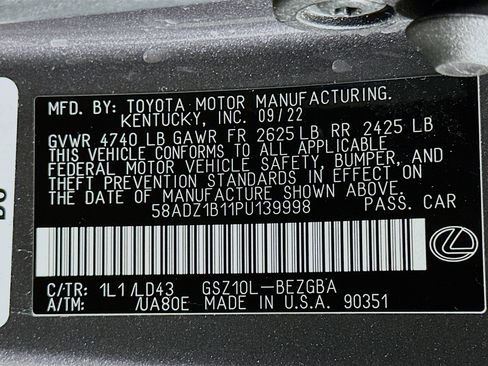 MFD. BY: TOYOTA MOTOR MANUFACTURING.
KENTUCKY, INC. 09/22
GVWR 4740 LB GAWR FR 2625 LB RR 2425 LB
THIS VEHICLE CONFORMS TO ALL APPLICABLE
FEDERAL MOTOR VEHICLE SAFETY, BUMPER, AND
THEFT PREVENTION STANDARDS IN EFFECT ON
THE DATE OF MANUFACTURE SHOWN ABOVE.
58ADZ1B11PU139998 PASS. CAR
C/TR: 1L1 /LD43 GSZ10L-BEZGBA
A/TM: /UA80E MADE IN U.S.A. 90351